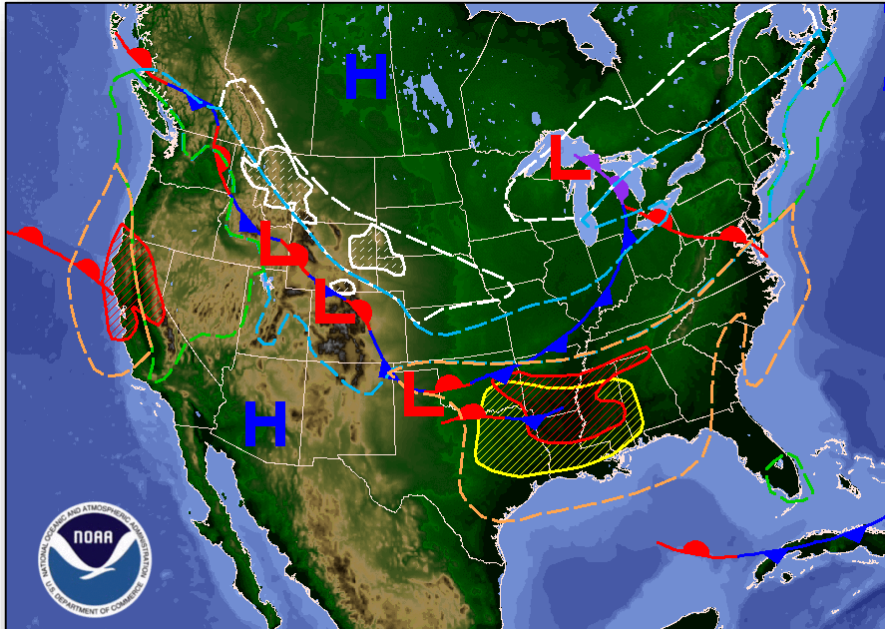 H
L
L
L
L
H
NOAA
NATIONAL OCEANIC AND ATMOSPHERIC ADMINISTRATION
U.S. DEPARTMENT OF COMMERCE